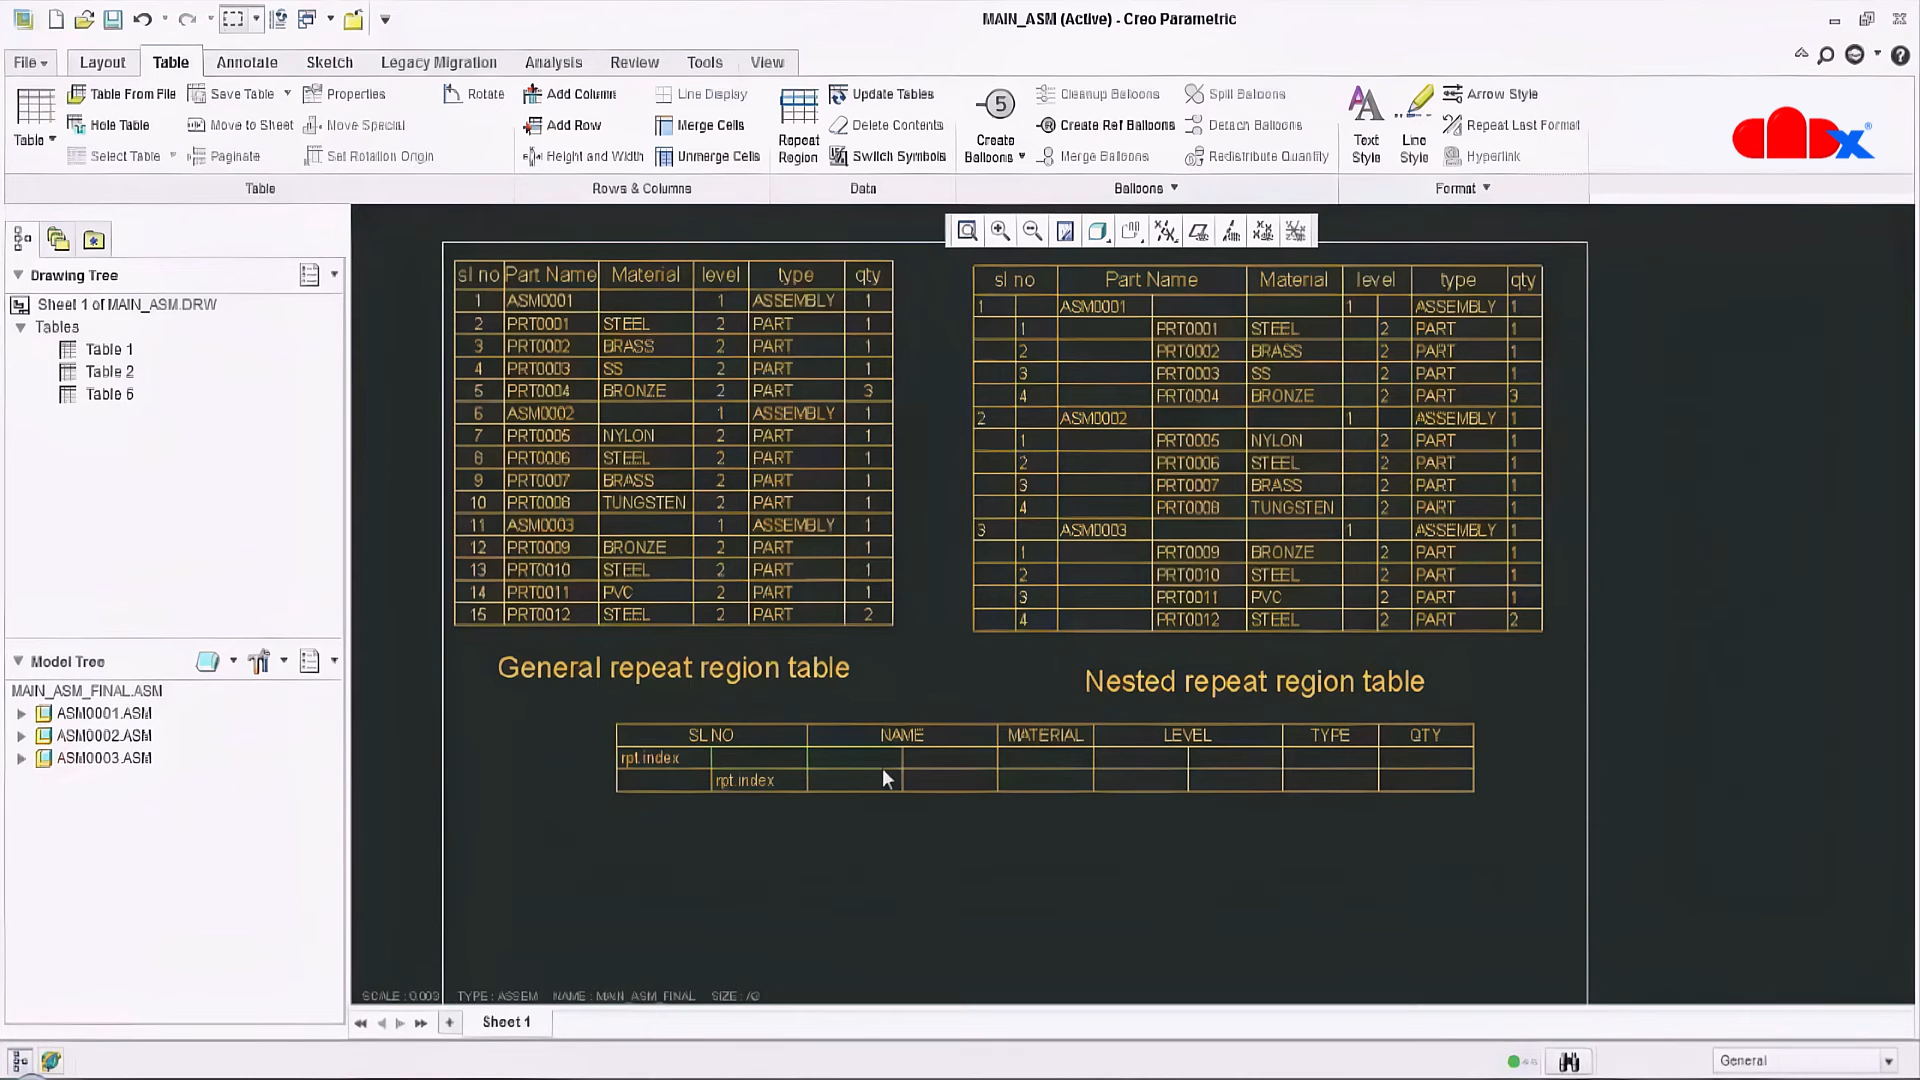 MAIN_ASM (Active) - Creo Parametric
File Layout Table Annotate Sketch Legacy Migration Analysis Review Tools View
Table From File Save Table Properties Rotate Add Column Line Display Update Tables Cleanup Balloons Split Balloons Arrow Style
Hole Table Move to Sheet Move Special Add Row Merge Cells Delete Contents Create Ref Balloons Detach Balloons Repeat Last Format
Table Select Table Paginate Set Rotation Origin Height and Width Unmerge Cells Repeat Region Switch Symbols Create Balloons Merge Balloons Redistribute Quantity Text Style Line Style Hyperlink
Table Rows & Columns Data Balloons Format
Drawing Tree
Sheet 1 of MAIN_ASM.DRW
Tables
Table 1
Table 2
Table 6
Model Tree
MAIN_ASM_FINAL.ASM
ASM0001.ASM
ASM0002.ASM
ASM0003.ASM
sl no Part Name Material level type qty
1 ASM0001 1 ASSEMBLY 1
2 PRT0001 STEEL 2 PART 1
3 PRT0002 BRASS 2 PART 1
4 PRT0003 SS 2 PART 1
5 PRT0004 BRONZE 2 PART 3
6 ASM0002 1 ASSEMBLY 1
7 PRT0005 NYLON 2 PART 1
8 PRT0006 STEEL 2 PART 1
9 PRT0007 BRASS 2 PART 1
10 PRT0008 TUNGSTEN 2 PART 1
11 ASM0003 1 ASSEMBLY 1
12 PRT0009 BRONZE 2 PART 1
13 PRT0010 STEEL 2 PART 1
14 PRT0011 PVC 2 PART 1
15 PRT0012 STEEL 2 PART 2
General repeat region table
sl no Part Name Material level type qty
1 ASM0001 1 ASSEMBLY 1
1 PRT0001 STEEL 2 PART 1
2 PRT0002 BRASS 2 PART 1
3 PRT0003 SS 2 PART 1
4 PRT0004 BRONZE 2 PART 3
2 ASM0002 1 ASSEMBLY 1
1 PRT0005 NYLON 2 PART 1
2 PRT0006 STEEL 2 PART 1
3 PRT0007 BRASS 2 PART 1
4 PRT0008 TUNGSTEN 2 PART 1
3 ASM0003 1 ASSEMBLY 1
1 PRT0009 BRONZE 2 PART 1
2 PRT0010 STEEL 2 PART 1
3 PRT0011 PVC 2 PART 1
4 PRT0012 STEEL 2 PART 2
Nested repeat region table
SL NO NAME MATERIAL LEVEL TYPE QTY
rpt.index
rpt.index
SCALE : 0.003 TYPE : ASSEM NAME : MAIN_ASM_FINAL SIZE :
Sheet 1
General